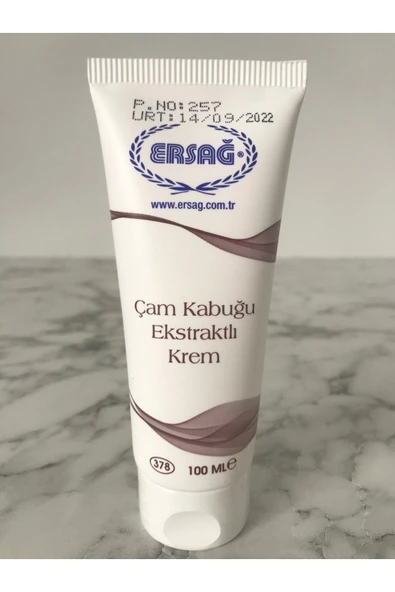 P.NO:257
URT:14/09/2022
ERSAĞ®
www.ersag.com.tr
Çam Kabuğu
Ekstraktlı
Krem
378 100 ML℮